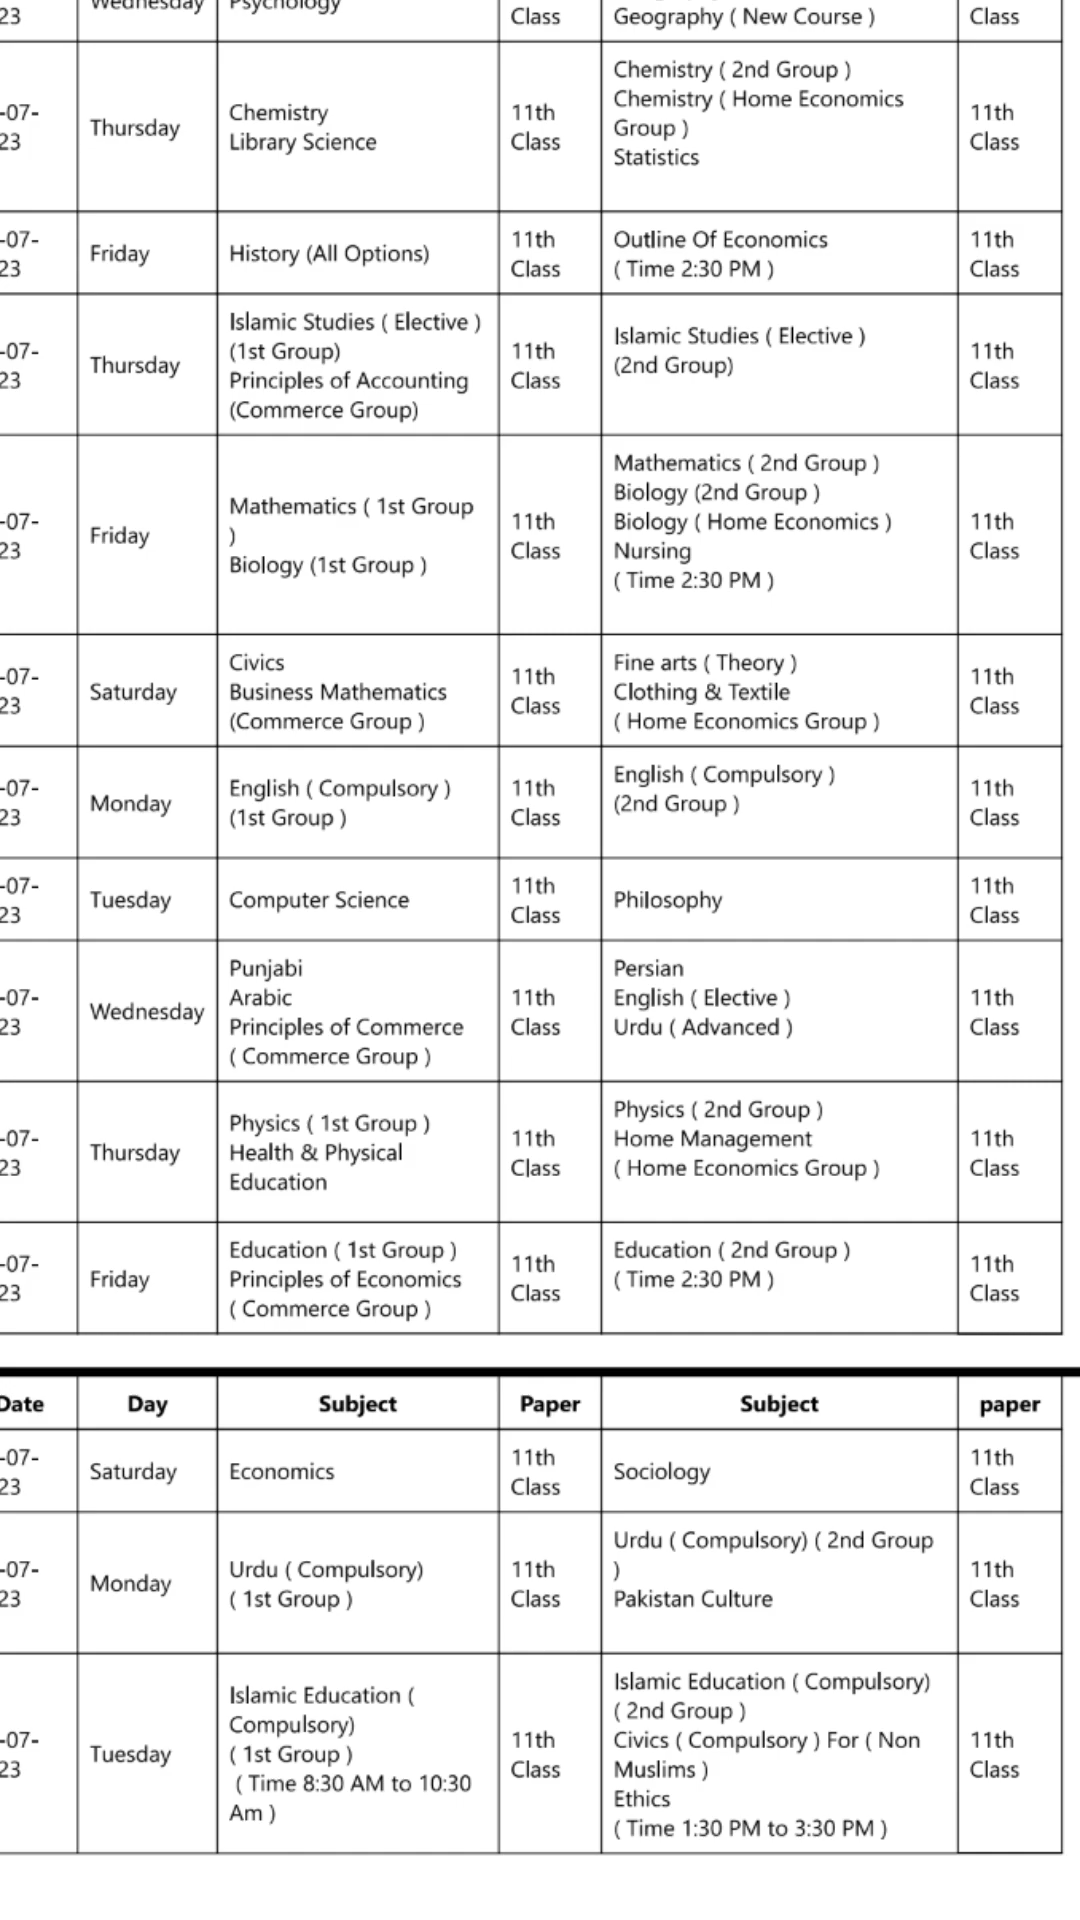 23 Wednesday Psychology Class Geography ( New Course ) Class
-07-
23
Thursday
Chemistry
Library Science
11th
Class
Chemistry ( 2nd Group )
Chemistry ( Home Economics
Group )
Statistics
11th
Class
-07-
23
Friday
History (All Options)
11th
Class
Outline Of Economics
( Time 2:30 PM )
11th
Class
-07-
23
Thursday
Islamic Studies ( Elective )
(1st Group)
Principles of Accounting
(Commerce Group)
11th
Class
Islamic Studies ( Elective )
(2nd Group)
11th
Class
-07-
23
Friday
Mathematics ( 1st Group
)
Biology (1st Group )
11th
Class
Mathematics ( 2nd Group )
Biology (2nd Group )
Biology ( Home Economics )
Nursing
( Time 2:30 PM )
11th
Class
-07-
23
Saturday
Civics
Business Mathematics
(Commerce Group )
11th
Class
Fine arts ( Theory )
Clothing & Textile
( Home Economics Group )
11th
Class
-07-
23
Monday
English ( Compulsory )
(1st Group )
11th
Class
English ( Compulsory )
(2nd Group )
11th
Class
-07-
23
Tuesday
Computer Science
11th
Class
Philosophy
11th
Class
-07-
23
Wednesday
Punjabi
Arabic
Principles of Commerce
( Commerce Group )
11th
Class
Persian
English ( Elective )
Urdu ( Advanced )
11th
Class
-07-
23
Thursday
Physics ( 1st Group )
Health & Physical
Education
11th
Class
Physics ( 2nd Group )
Home Management
( Home Economics Group )
11th
Class
-07-
23
Friday
Education ( 1st Group )
Principles of Economics
( Commerce Group )
11th
Class
Education ( 2nd Group )
( Time 2:30 PM )
11th
Class
Date Day Subject Paper Subject paper
-07-
23
Saturday
Economics
11th
Class
Sociology
11th
Class
-07-
23
Monday
Urdu ( Compulsory)
( 1st Group )
11th
Class
Urdu ( Compulsory) ( 2nd Group
)
Pakistan Culture
11th
Class
-07-
23
Tuesday
Islamic Education (
Compulsory)
( 1st Group )
( Time 8:30 AM to 10:30
Am )
11th
Class
Islamic Education ( Compulsory)
( 2nd Group )
Civics ( Compulsory ) For ( Non
Muslims )
Ethics
( Time 1:30 PM to 3:30 PM )
11th
Class